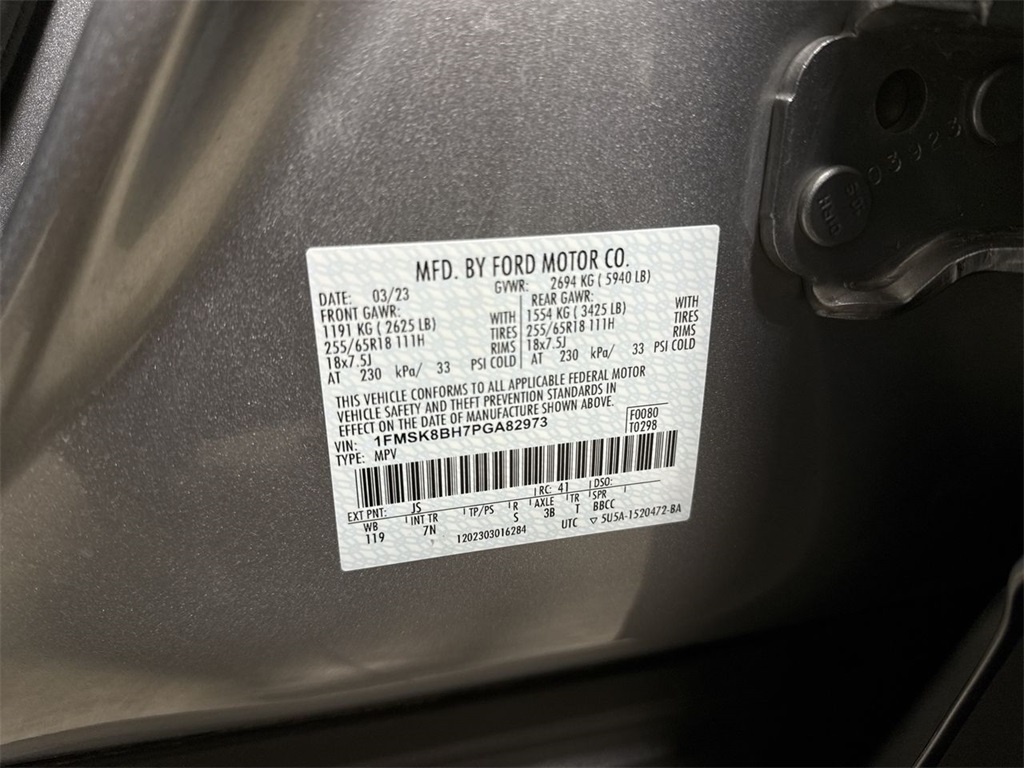 MFD. BY FORD MOTOR CO.
DATE: 03/23 GVWR: 2694 KG ( 5940 LB)
FRONT GAWR:
1191 KG ( 2625 LB) WITH
255/65R18 111H TIRES
18x7.5J RIMS
AT 230 kPa/ 33 PSI COLD
REAR GAWR:
1554 KG ( 3425 LB) WITH
255/65R18 111H TIRES
18x7.5J RIMS
AT 230 kPa/ 33 PSI COLD
THIS VEHICLE CONFORMS TO ALL APPLICABLE FEDERAL MOTOR
VEHICLE SAFETY AND THEFT PREVENTION STANDARDS IN
EFFECT ON THE DATE OF MANUFACTURE SHOWN ABOVE.
VIN: 1FMSK8BH7PGA82973
TYPE: MPV
F0080
T0298
EXT PNT: JS RC: 41 DSO:
WB INT TR TP/PS R AXLE TR SPR
119 7N S 3B T BBCC
1202303016284 UTC ▽ 5U5A-1520472-BA
03923
RH